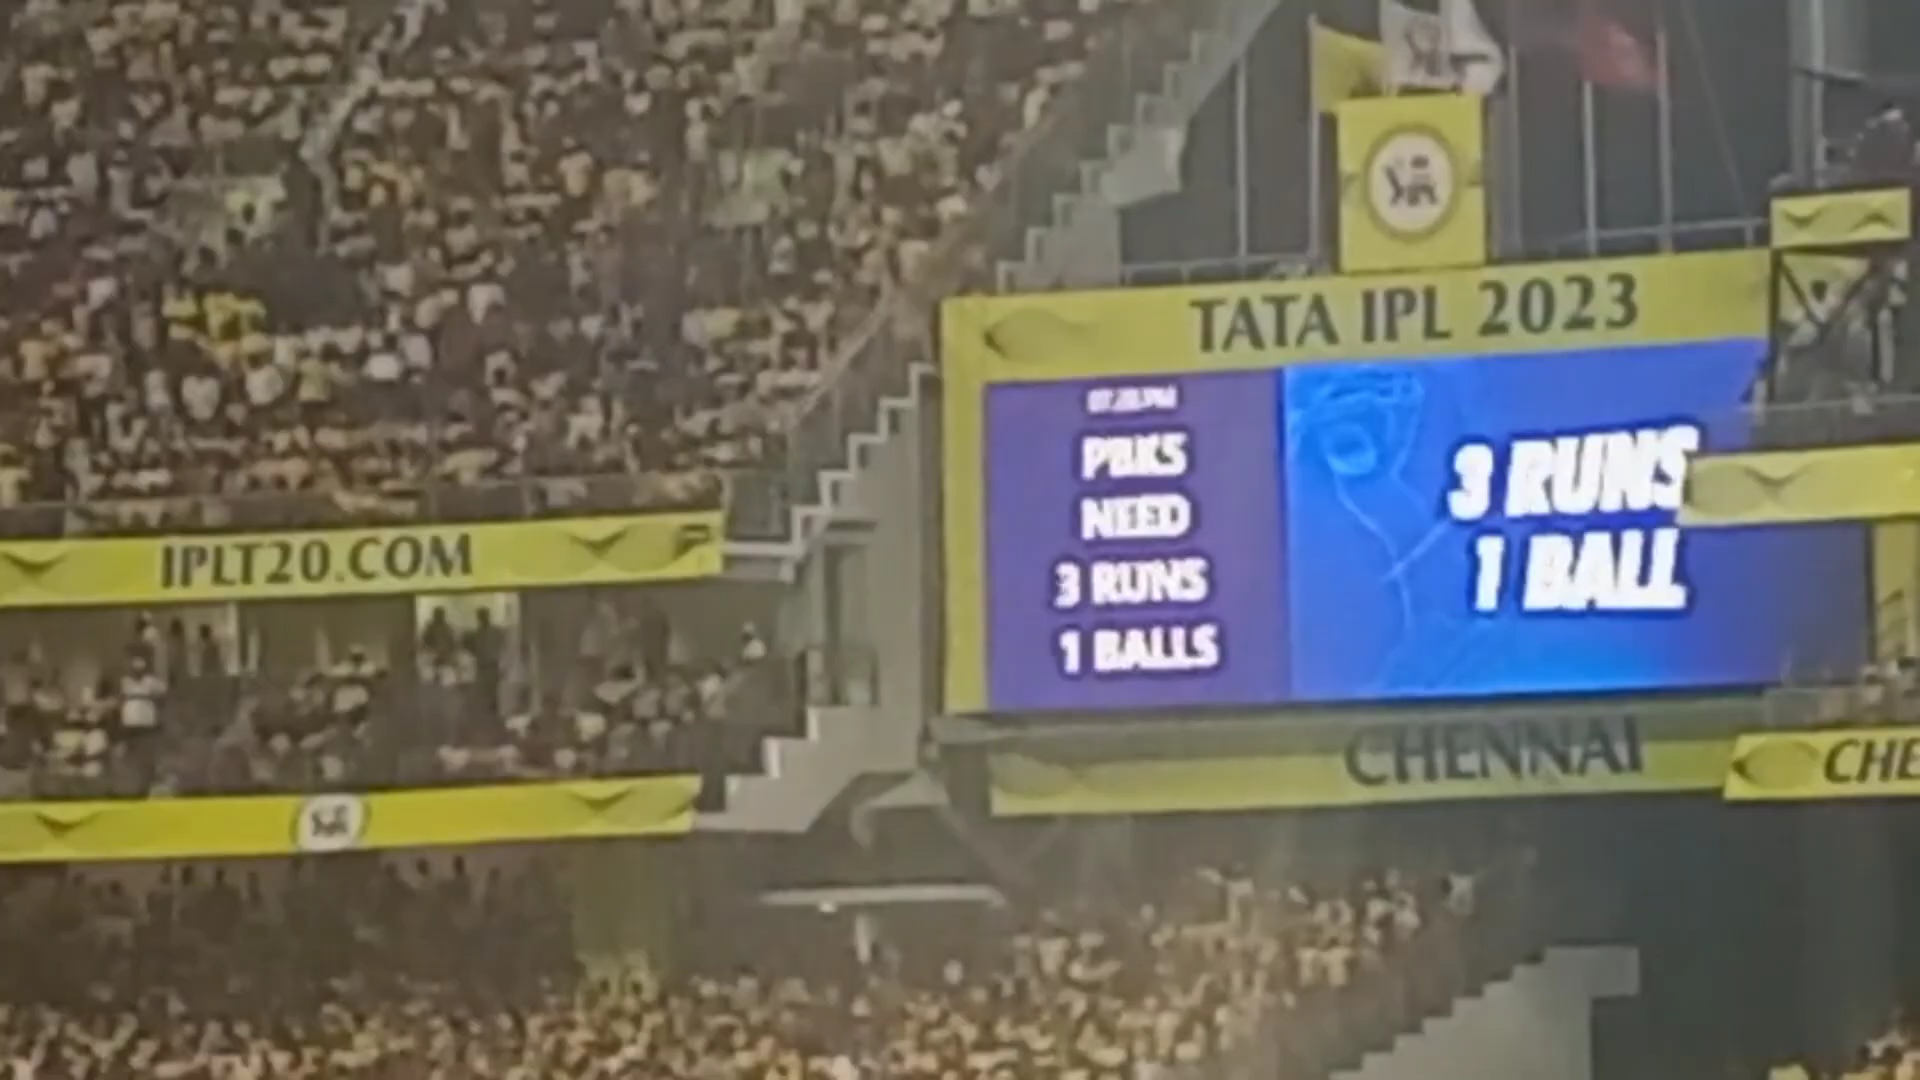 TATA IPL 2023
PBKS
NEED
3 RUNS
1 BALLS
3 RUNS
1 BALL
IPLT20.COM
CHENNAI
CHE